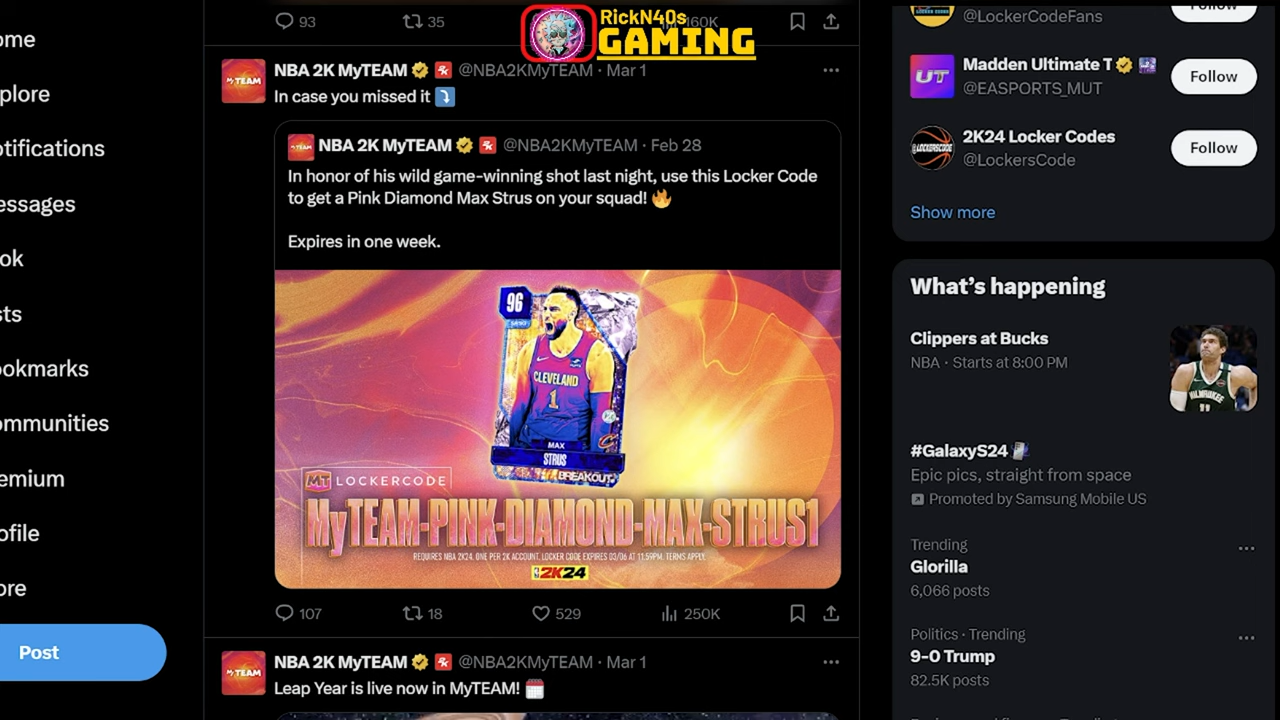 93
35
160K
RickN40s
GAMING
ome
plore
otifications
essages
ok
sts
ookmarks
ommunities
emium
ofile
ore
Post
NBA 2K MyTEAM @NBA2KMyTEAM · Mar 1
In case you missed it
NBA 2K MyTEAM @NBA2KMyTEAM · Feb 28
In honor of his wild game-winning shot last night, use this Locker Code
to get a Pink Diamond Max Strus on your squad!
Expires in one week.
96
CLEVELAND
1
MAX
STRUS
BREAKOUT
MT LOCKERCODE
MyTEAM-PINK-DIAMOND-MAX-STRUS1
REQUIRES NBA 2K24. ONE PER 2K ACCOUNT. LOCKER CODE EXPIRES 03/06 AT 11:59PM. TERMS APPLY.
2K24
107
18
529
250K
NBA 2K MyTEAM @NBA2KMyTEAM · Mar 1
Leap Year is live now in MyTEAM!
@LockerCodeFans
Follow
UT
Madden Ultimate T
@EASPORTS_MUT
Follow
2K24 Locker Codes
@LockersCode
Follow
Show more
What's happening
Clippers at Bucks
NBA · Starts at 8:00 PM
MILWAUKEE
#GalaxyS24
Epic pics, straight from space
Promoted by Samsung Mobile US
Trending
Glorilla
6,066 posts
Politics · Trending
9-0 Trump
82.5K posts